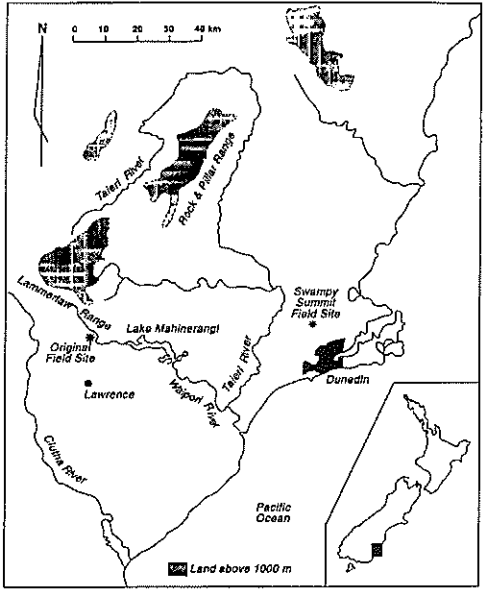 N
0 10 20 30 40 km
Taieri River
Rock & Pillar Range
Lammerlaw Range
Swampy
Summit
Field Site
Lake Mahinerangi
Original
Field Site
Taieri River
Waipori River
Dunedin
Lawrence
Clutha River
Pacific
Ocean
Land above 1000 m